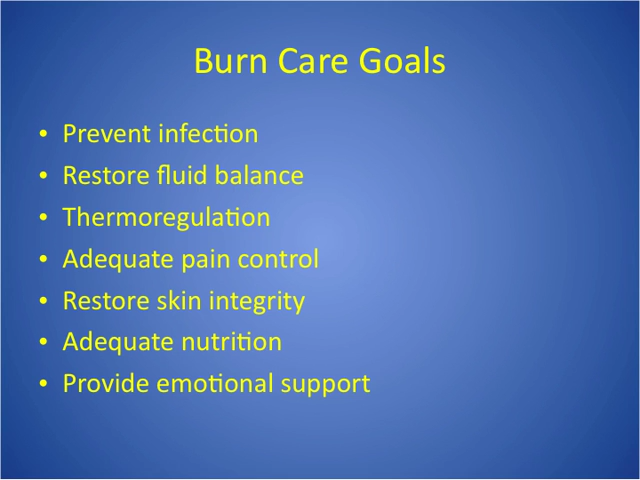 Burn Care Goals
• Prevent infection
• Restore fluid balance
• Thermoregulation
• Adequate pain control
• Restore skin integrity
• Adequate nutrition
• Provide emotional support